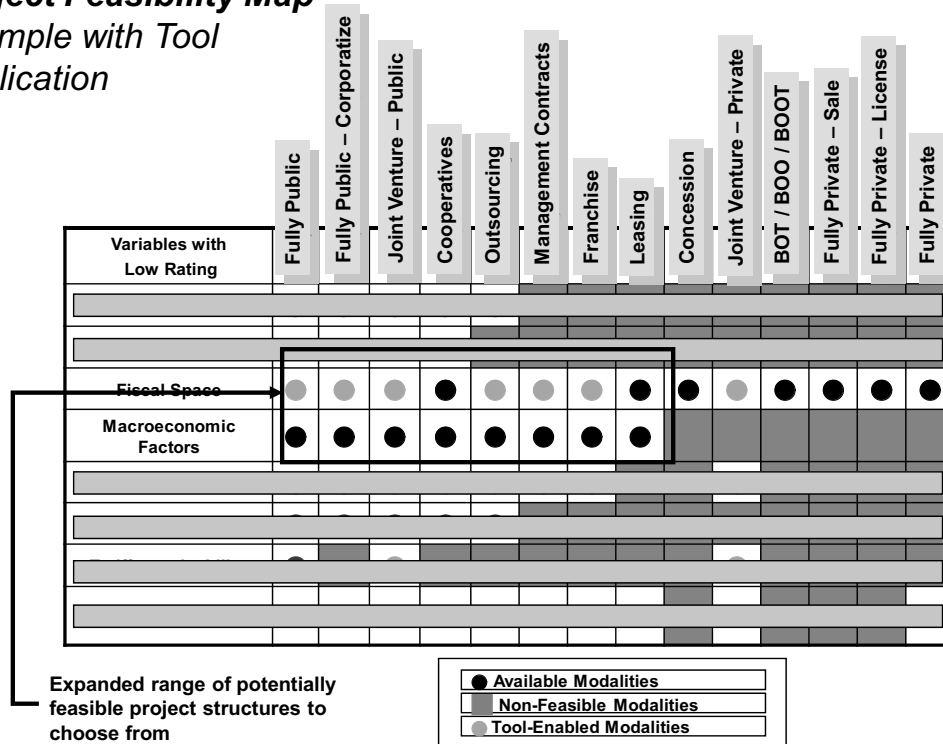 ject Feasibility Map
mple with Tool
lication
Fully Public
Fully Public – Corporatize
Joint Venture – Public
Cooperatives
Outsourcing
Management Contracts
Franchise
Leasing
Concession
Joint Venture – Private
BOT / BOO / BOOT
Fully Private – Sale
Fully Private – License
Fully Private
Variables with
Low Rating
Fiscal Space
Macroeconomic
Factors
Expanded range of potentially
feasible project structures to
choose from
Available Modalities
Non-Feasible Modalities
Tool-Enabled Modalities